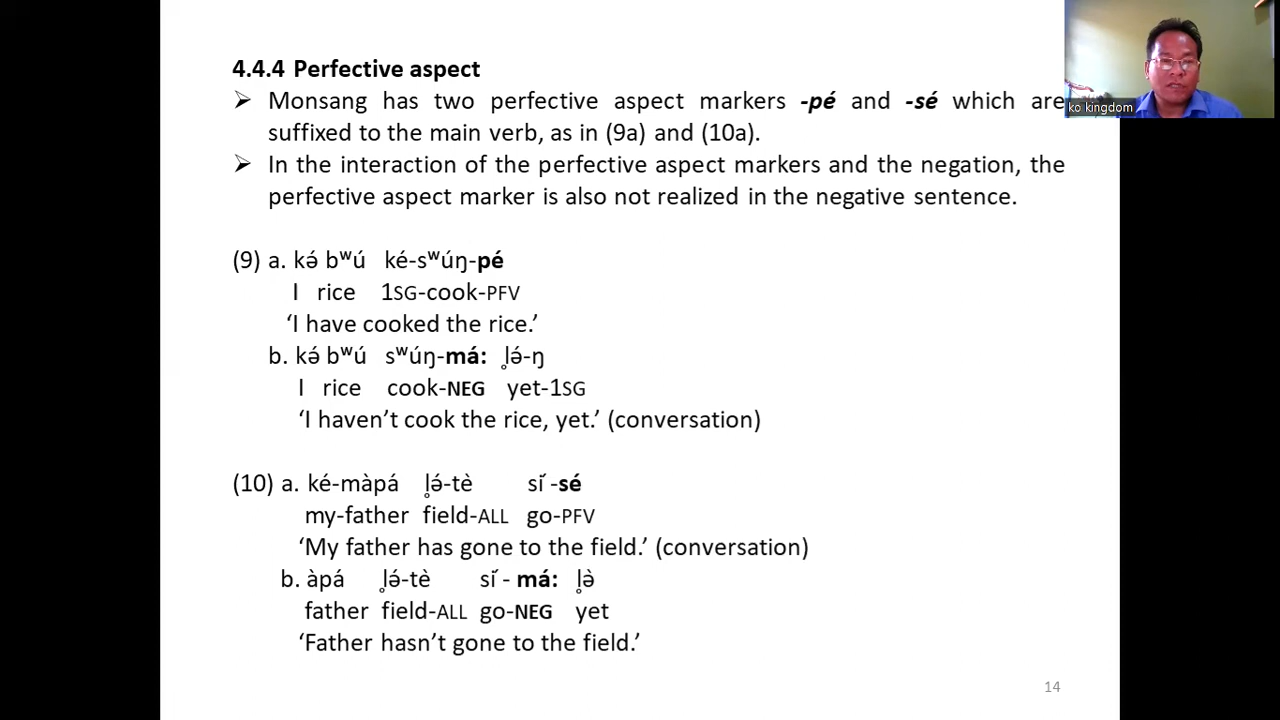 4.4.4 Perfective aspect
➢ Monsang has two perfective aspect markers -pé and -sé which are
suffixed to the main verb, as in (9a) and (10a).
➢ In the interaction of the perfective aspect markers and the negation, the
perfective aspect marker is also not realized in the negative sentence.
(9) a. kə́ bʷú ké-sʷúŋ-pé
I rice 1SG-cook-PFV
‘I have cooked the rice.’
b. kə́ bʷú sʷúŋ-má: l̥ə́-ŋ
I rice cook-NEG yet-1SG
‘I haven’t cook the rice, yet.’ (conversation)
(10) a. ké-màpá l̥ə́-tè sí -sé
my-father field-ALL go-PFV
‘My father has gone to the field.’ (conversation)
b. àpá l̥ə́-tè sí - má: l̥ə̀
father field-ALL go-NEG yet
‘Father hasn’t gone to the field.’
14
ko kingdom